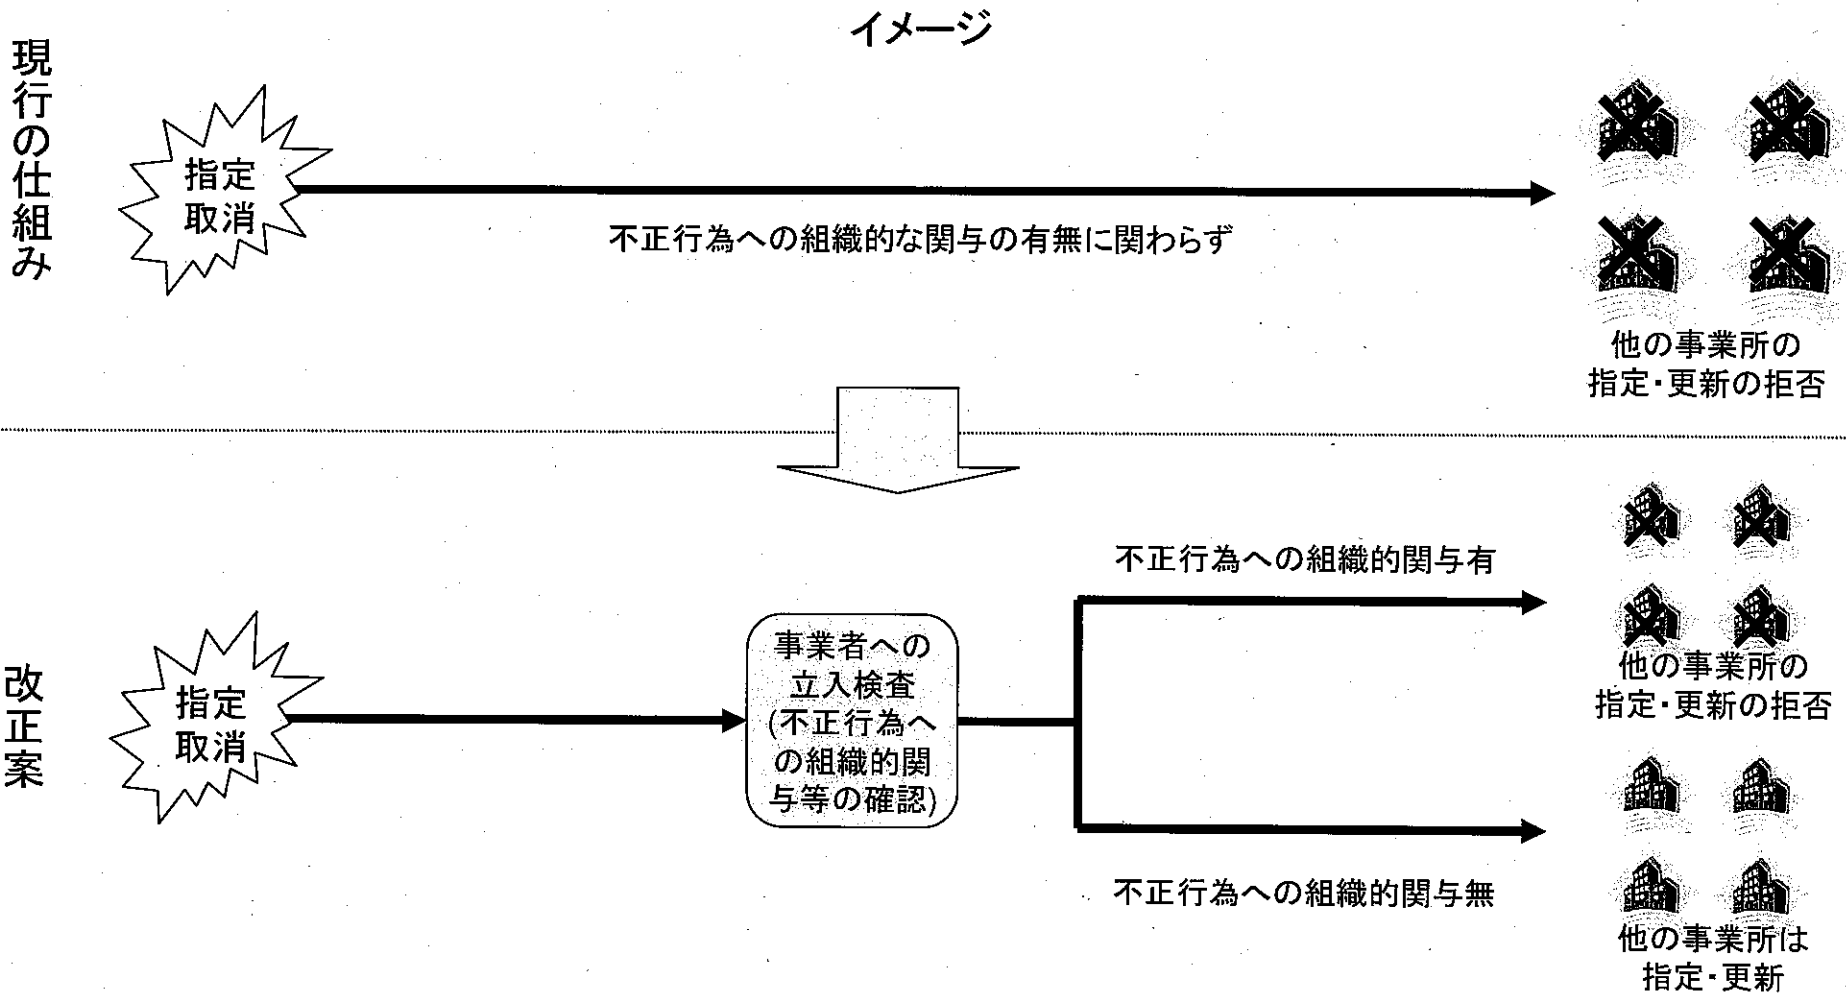 イメージ
現行の仕組み
指定
取消
不正行為への組織的な関与の有無に関わらず
他の事業所の
指定・更新の拒否
改正案
指定
取消
事業者への
立入検査
(不正行為へ
の組織的関
与等の確認)
不正行為への組織的関与有
他の事業所の
指定・更新の拒否
不正行為への組織的関与無
他の事業所は
指定・更新